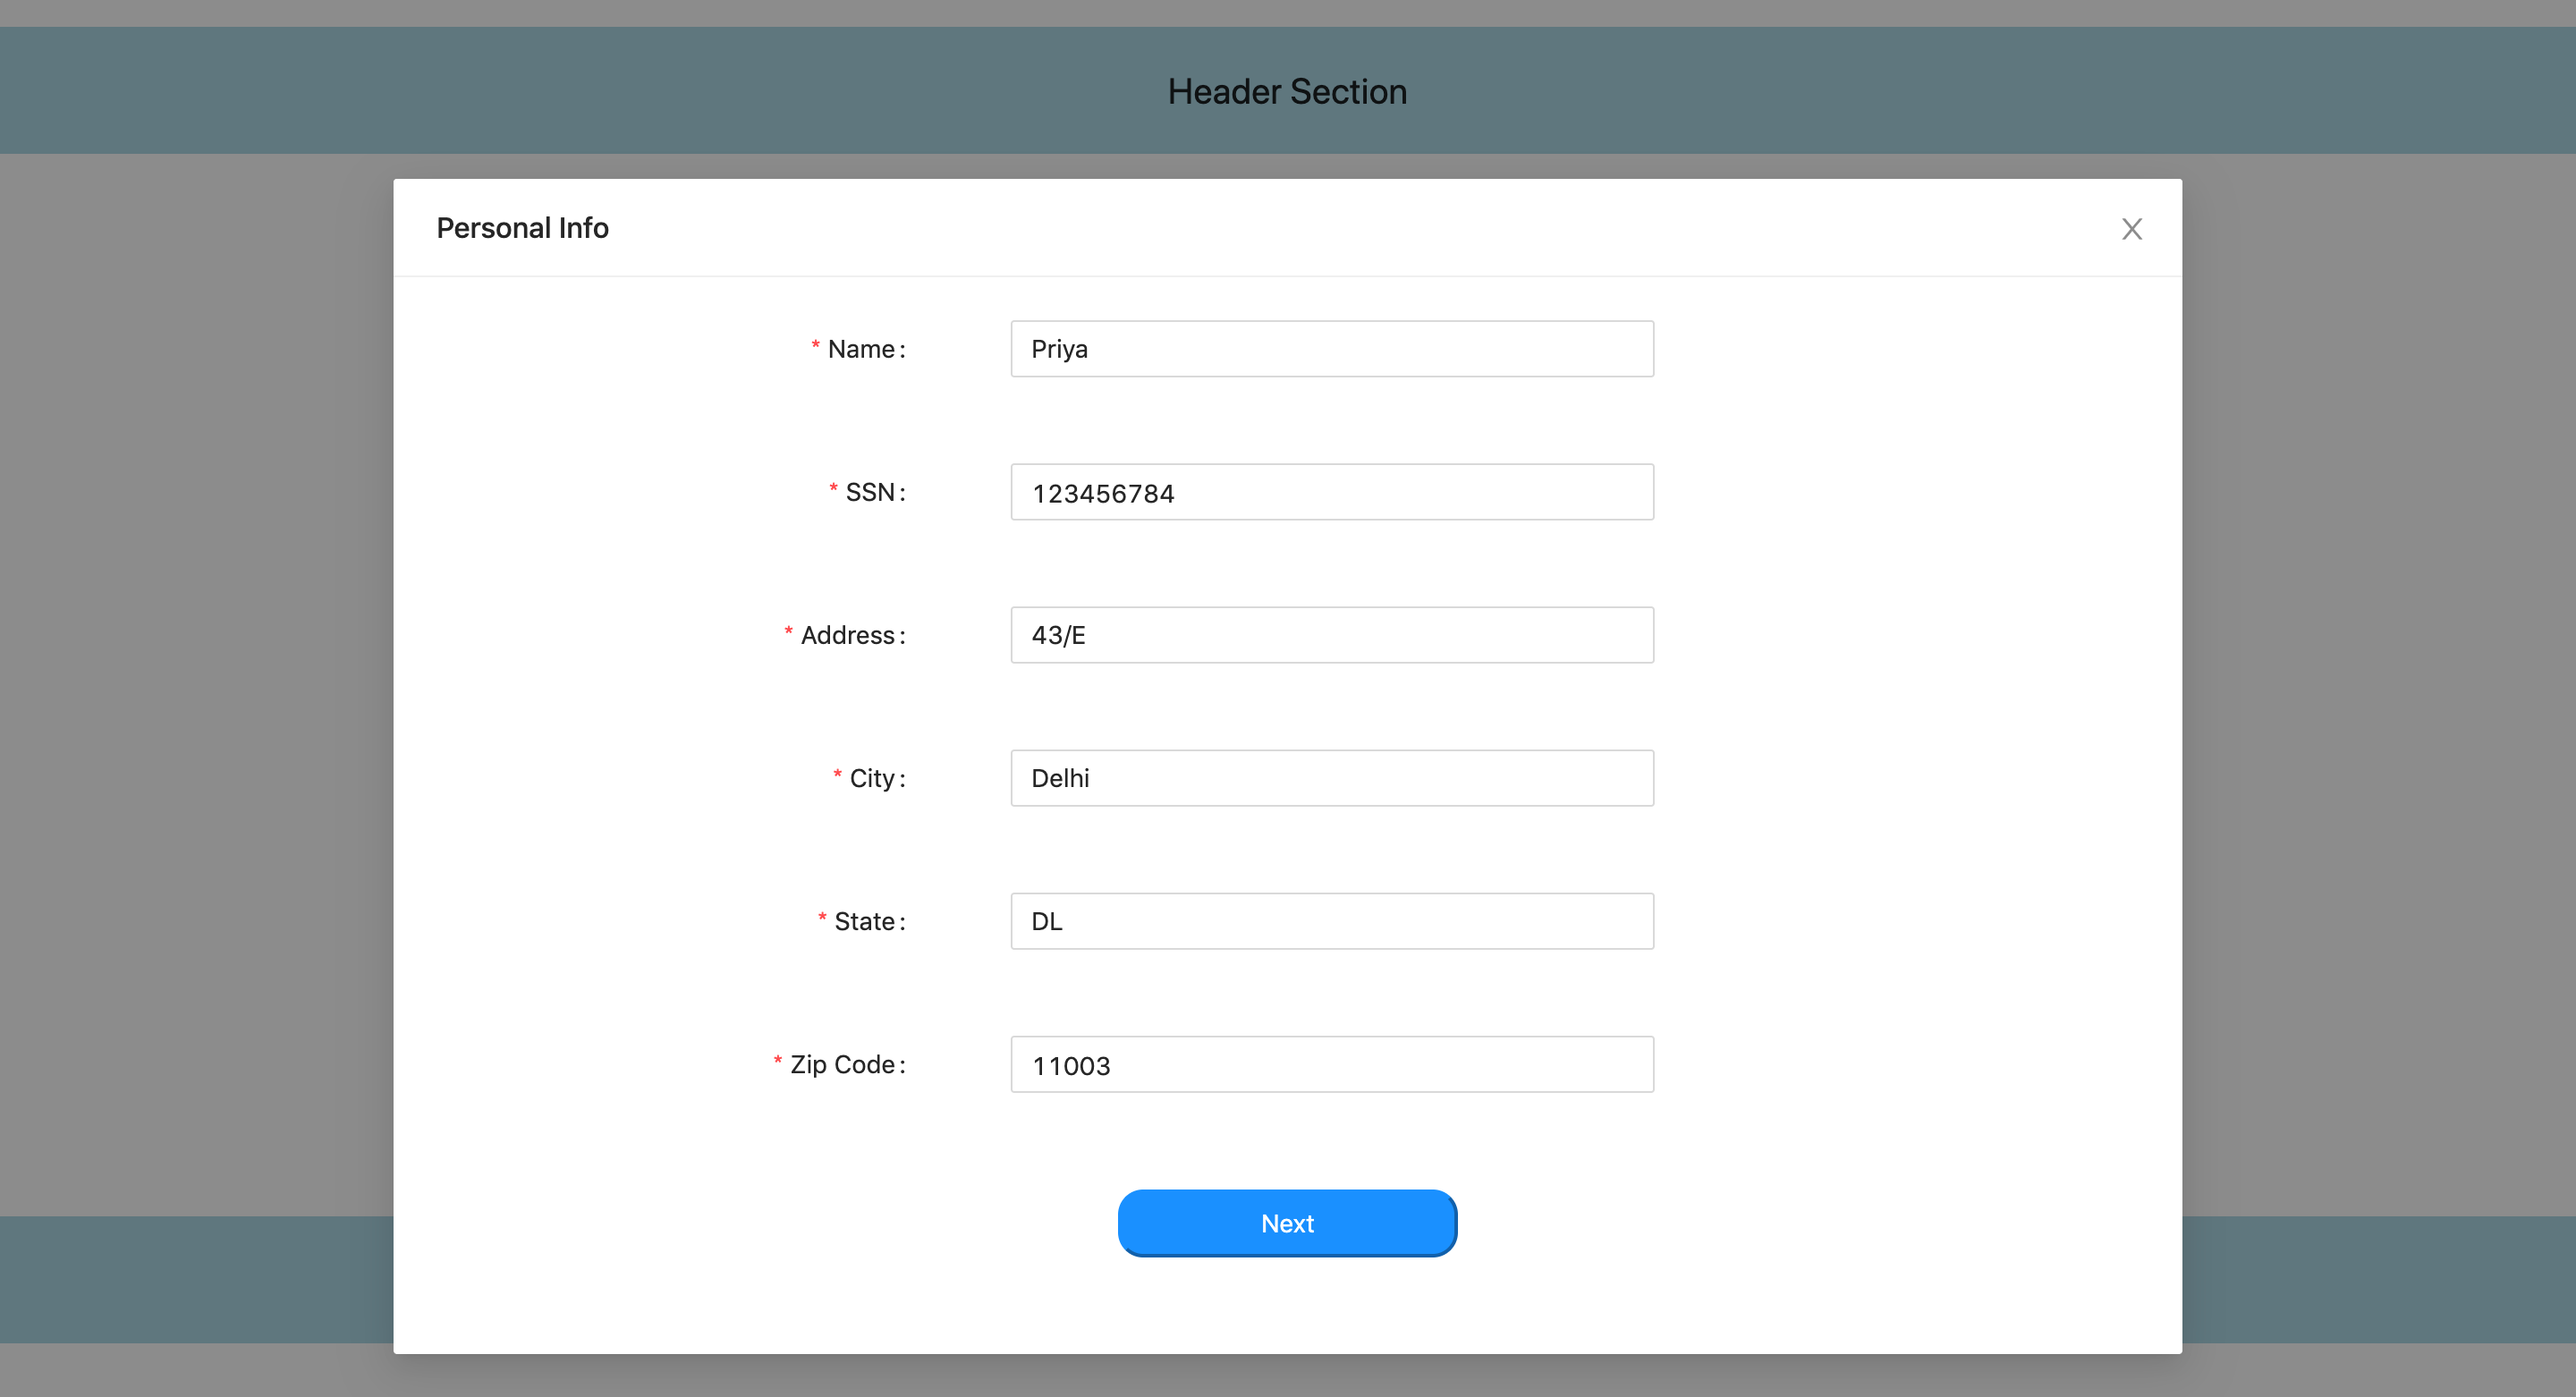 Header Section
Personal Info
* Name: Priya
* SSN: 123456784
* Address: 43/E
* City: Delhi
* State: DL
* Zip Code: 11003
Next